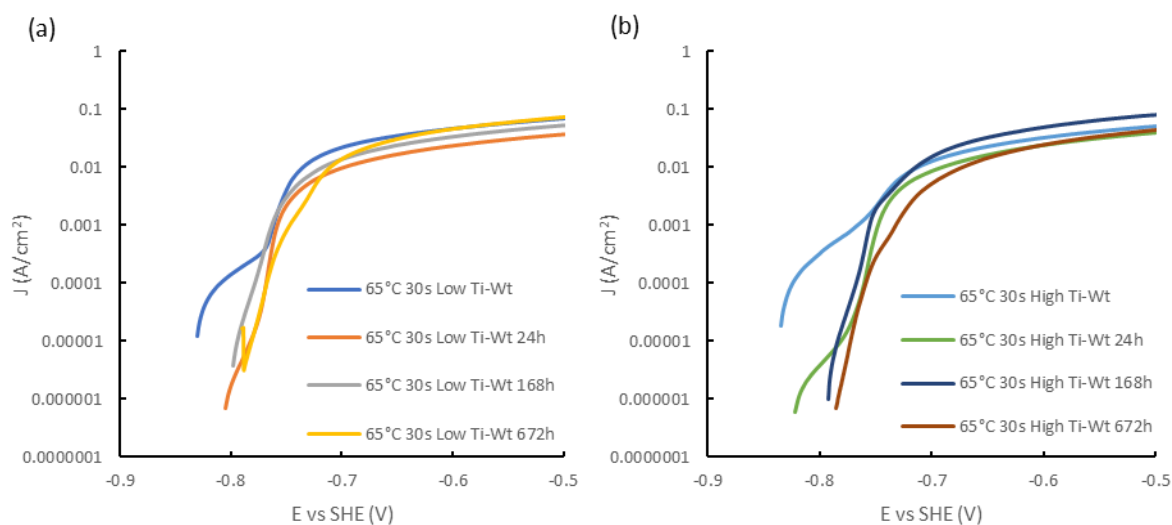 (a)
1
0.1
0.01
0.001
0.0001
0.00001
0.000001
0.0000001
J (A/cm²)
-0.9
-0.8
-0.7
-0.6
-0.5
E vs SHE (V)
65°C 30s Low Ti-Wt
65°C 30s Low Ti-Wt 24h
65°C 30s Low Ti-Wt 168h
65°C 30s Low Ti-Wt 672h
(b)
1
0.1
0.01
0.001
0.0001
0.00001
0.000001
0.0000001
J (A/cm²)
-0.9
-0.8
-0.7
-0.6
-0.5
E vs SHE (V)
65°C 30s High Ti-Wt
65°C 30s High Ti-Wt 24h
65°C 30s High Ti-Wt 168h
65°C 30s High Ti-Wt 672h